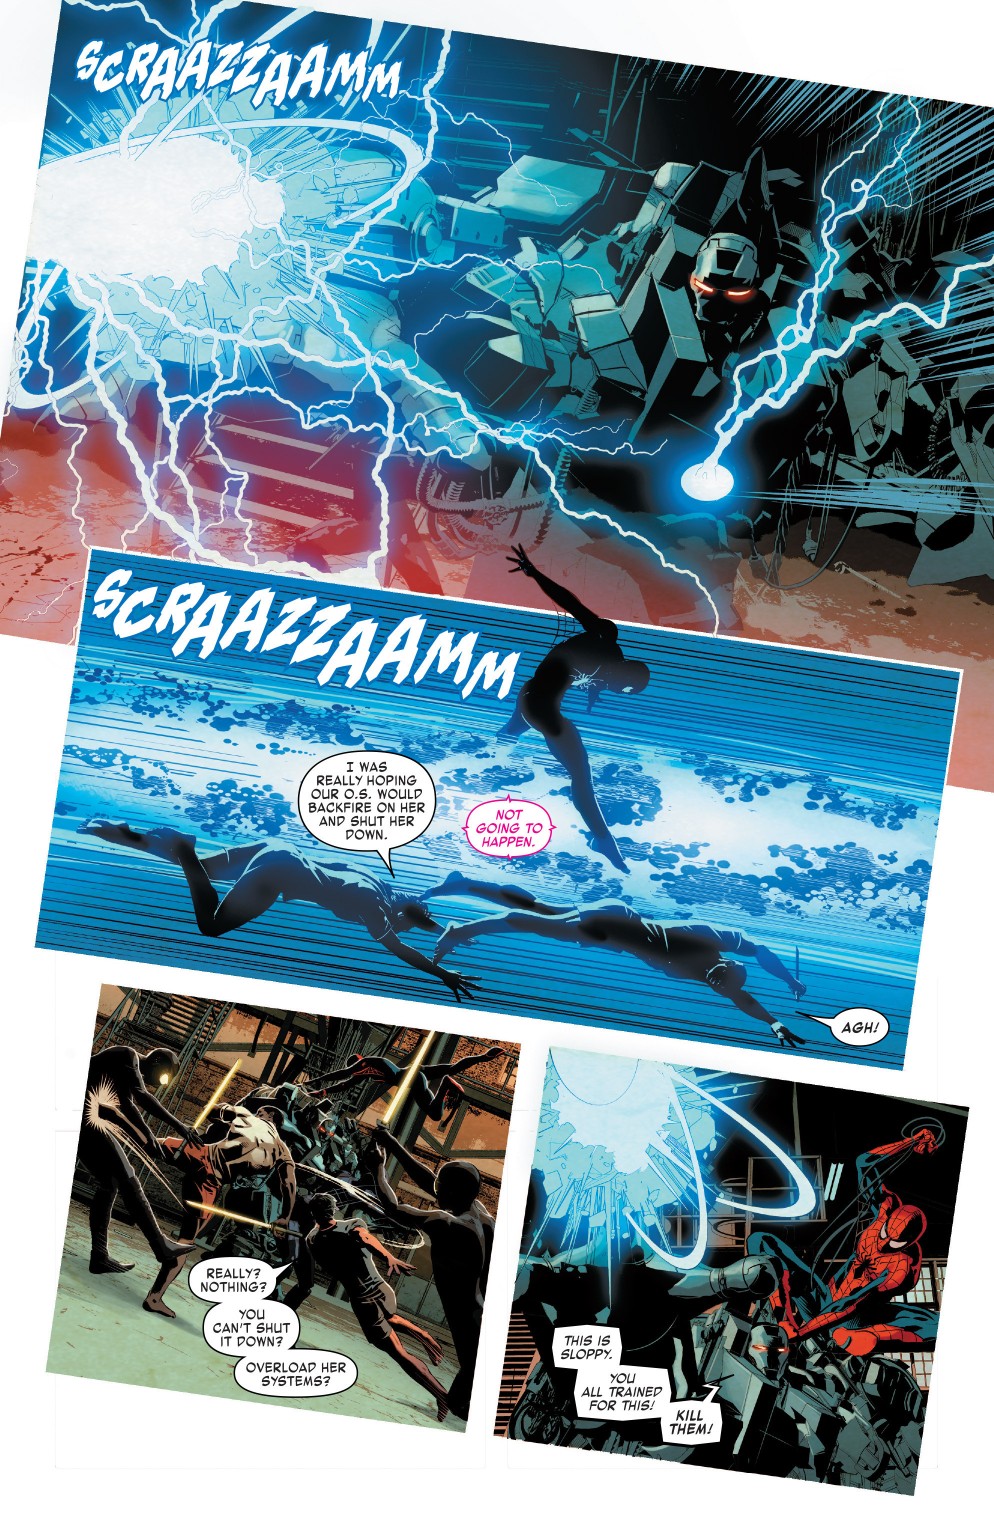 SCRAAZZAAMM
SCRAAZZAAMM
I WAS
REALLY HOPING
OUR O.S. WOULD
BACKFIRE ON HER
AND SHUT HER
DOWN.
NOT
GOING TO
HAPPEN.
AGH!
REALLY?
NOTHING?
YOU
CAN'T SHUT
IT DOWN?
OVERLOAD HER
SYSTEMS?
THIS IS
SLOPPY.
YOU
ALL TRAINED
FOR THIS!
KILL
THEM!